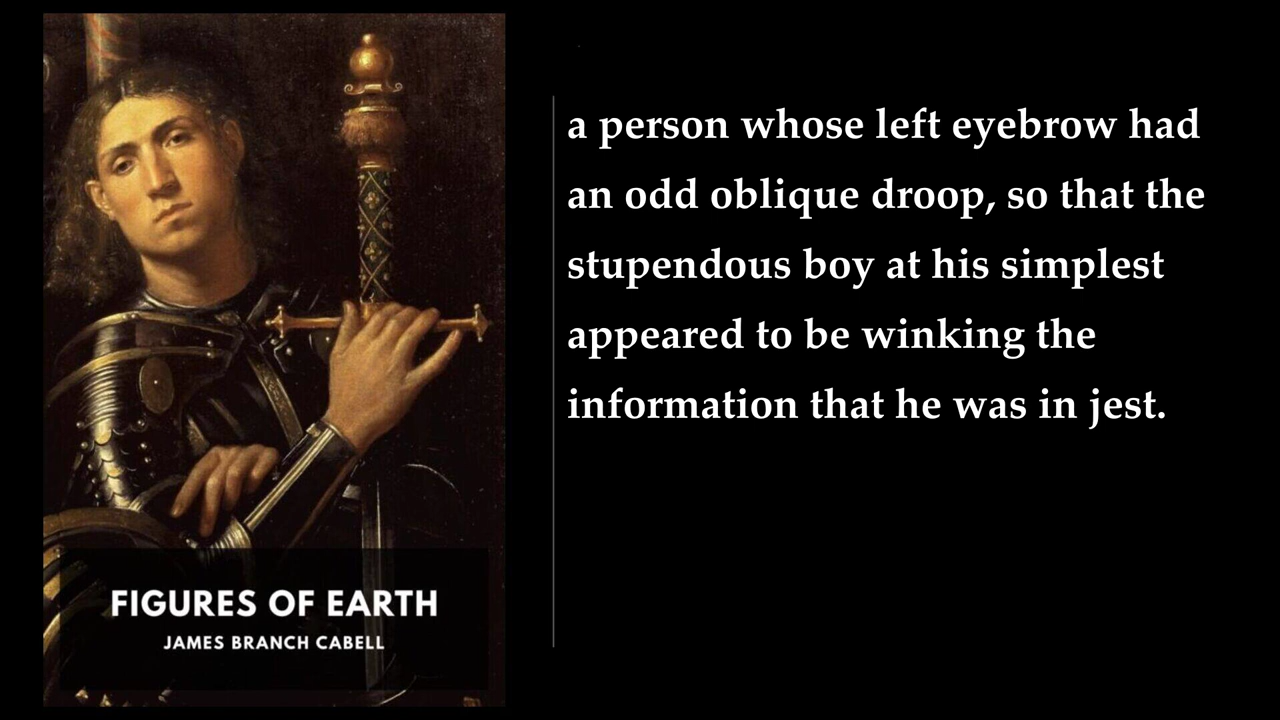 a person whose left eyebrow had
an odd oblique droop, so that the
stupendous boy at his simplest
appeared to be winking the
information that he was in jest.
FIGURES OF EARTH
JAMES BRANCH CABELL